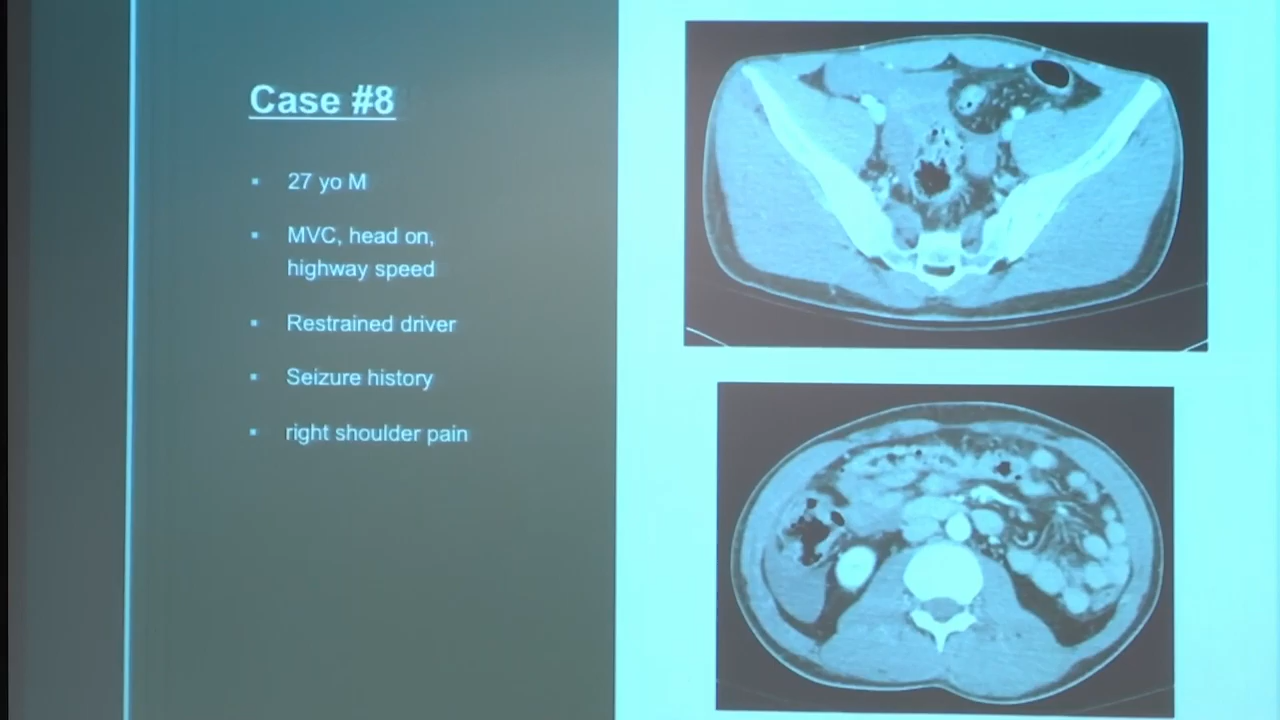 Case #8
27 yo M
MVC, head on,
highway speed
Restrained driver
Seizure history
right shoulder pain